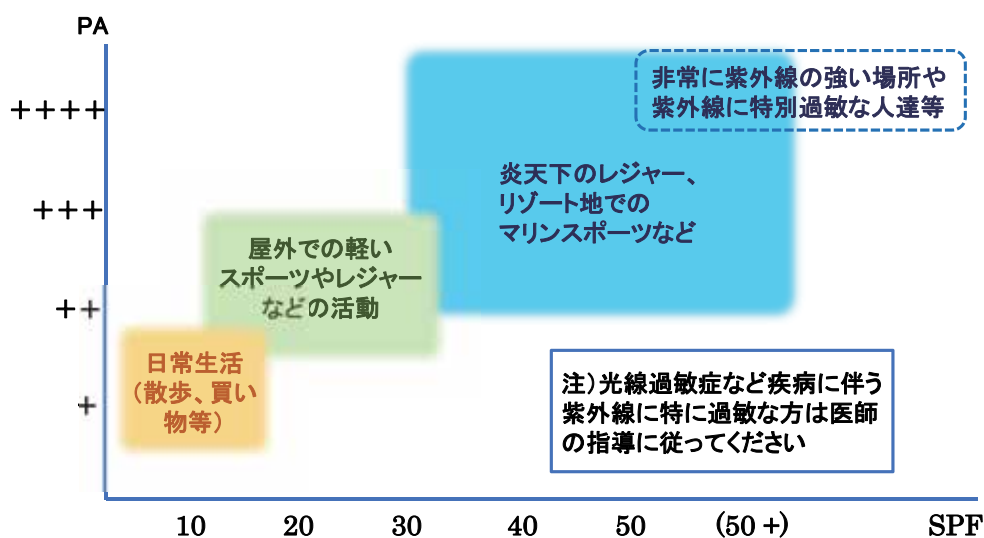 PA
++++
非常に紫外線の強い場所や
紫外線に特別過敏な人達等
炎天下のレジャー、
リゾート地での
マリンスポーツなど
+++
屋外での軽い
スポーツやレジャー
などの活動
++
日常生活
（散歩、買い
物等）
+
注）光線過敏症など疾病に伴う
紫外線に特に過敏な方は医師
の指導に従ってください
10 20 30 40 50 (50+) SPF